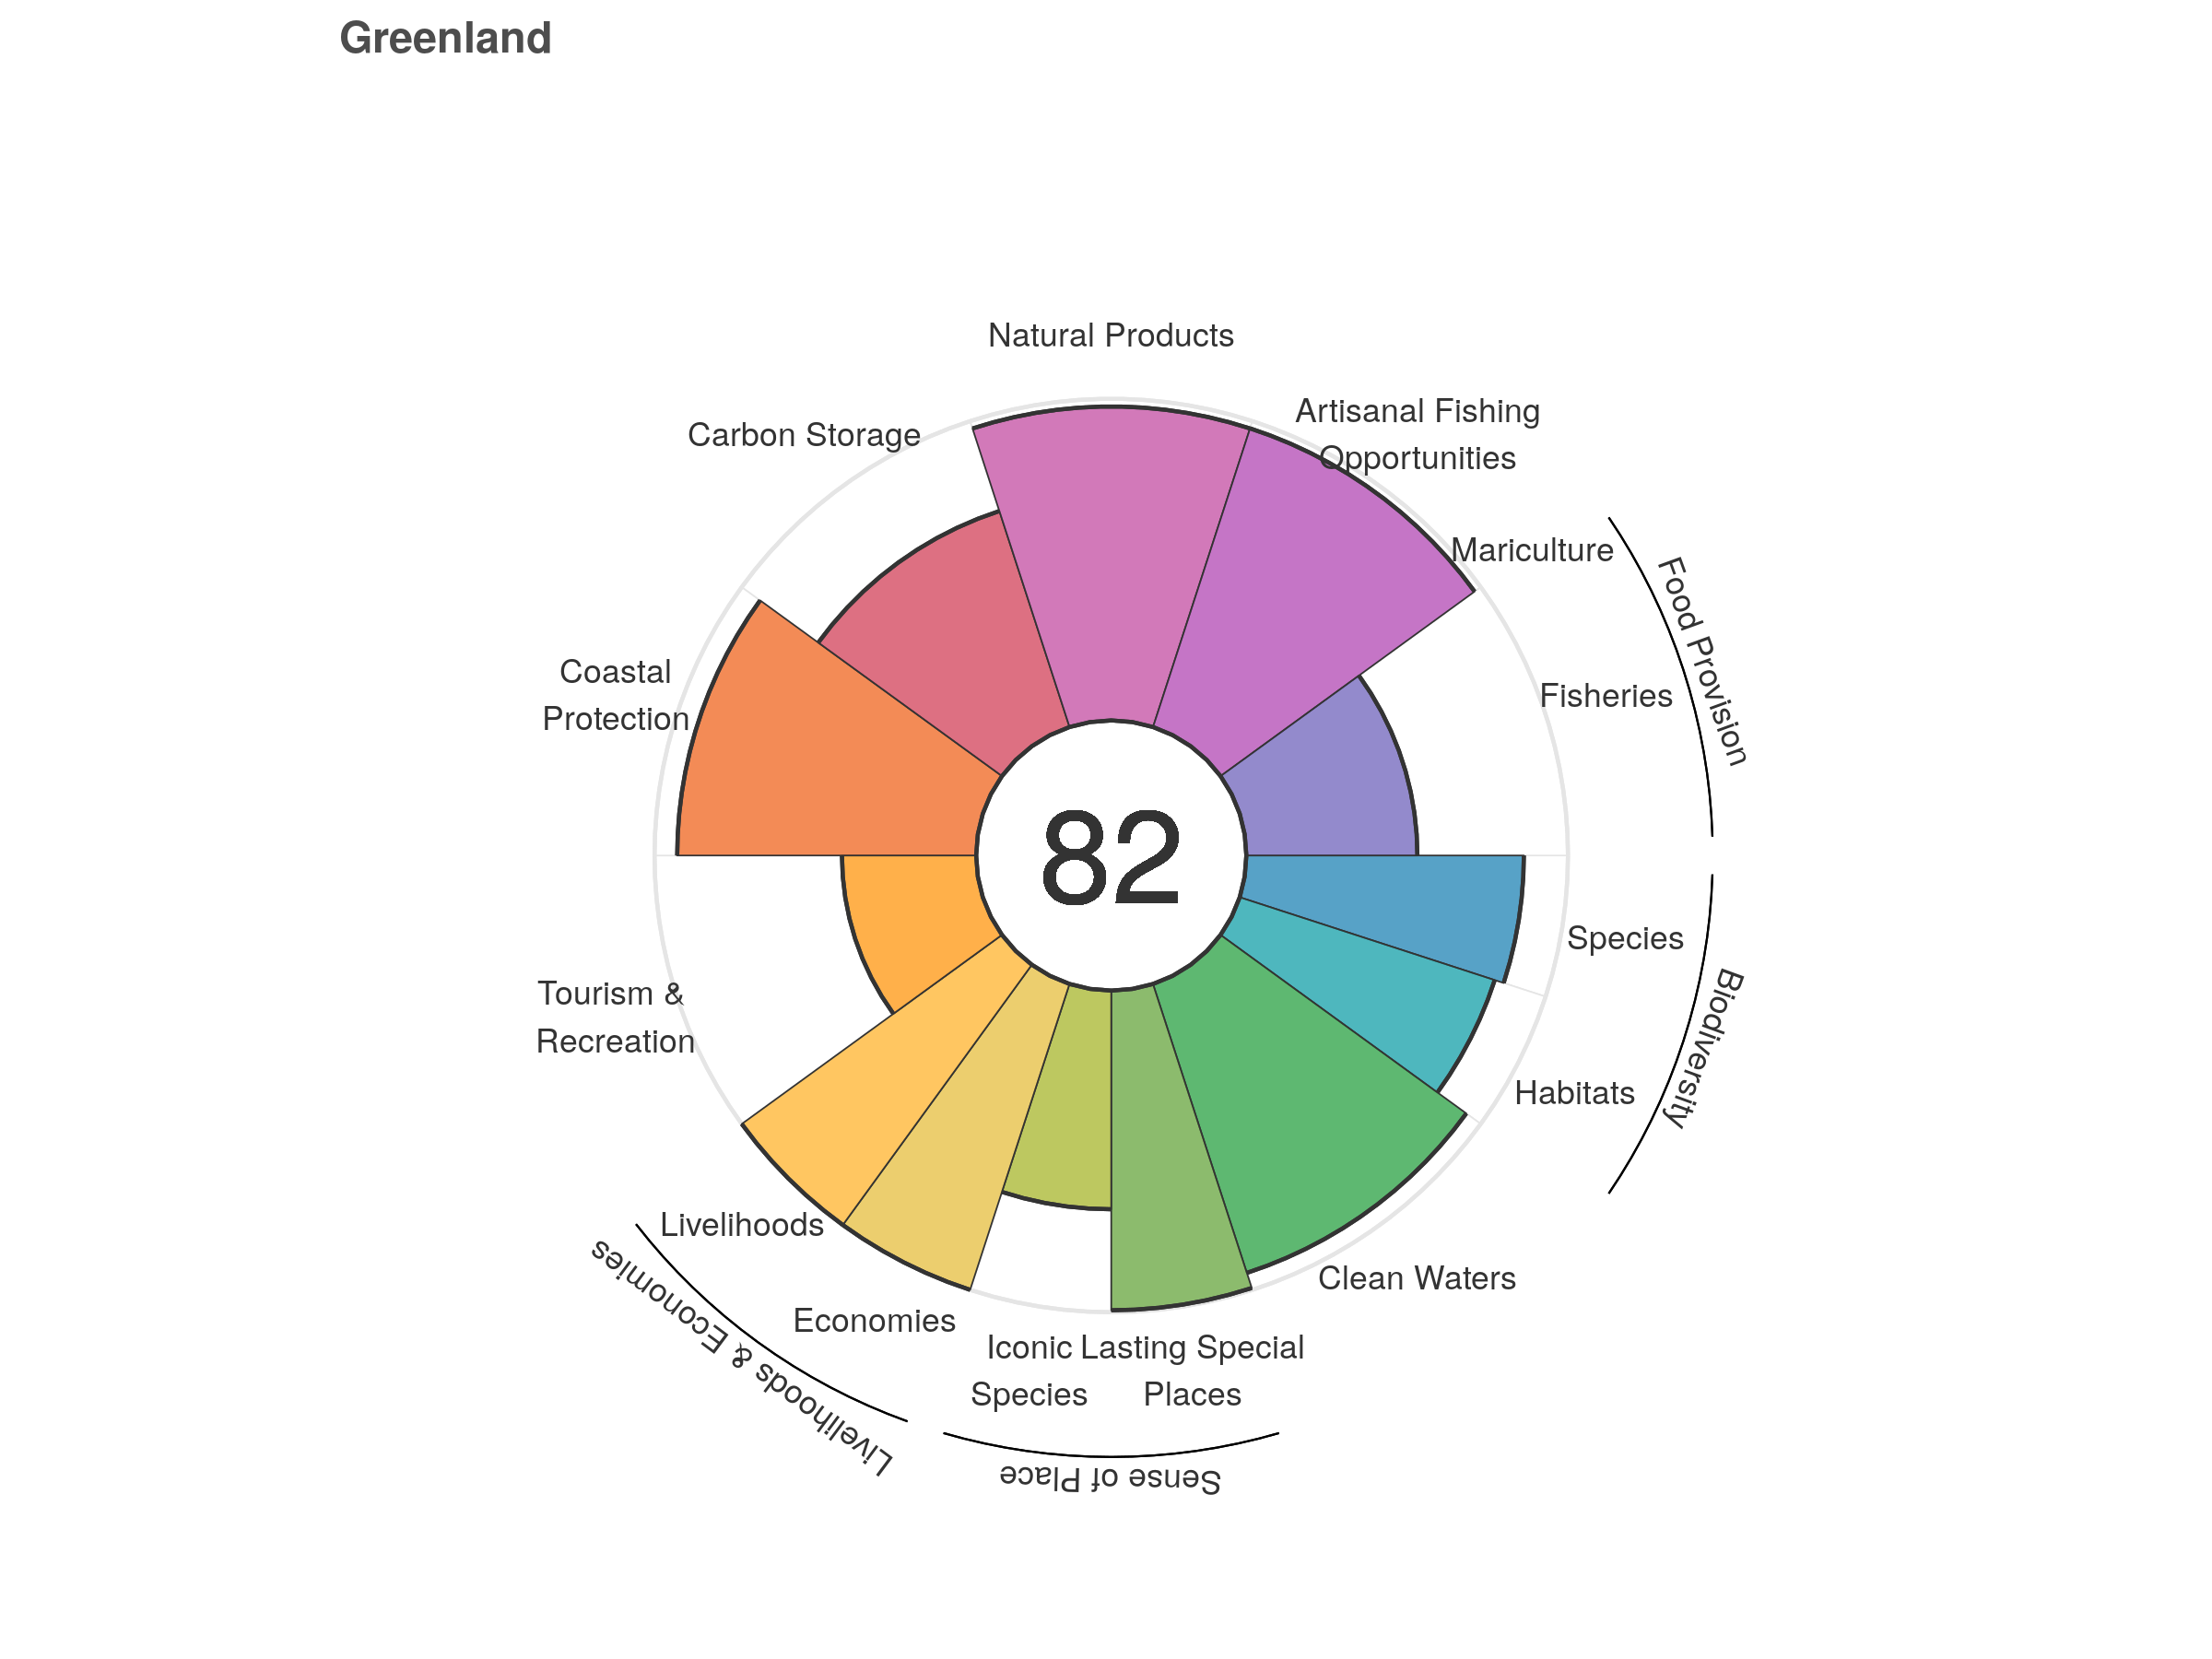 Greenland
Natural Products
Artisanal Fishing
Opportunities
Carbon Storage
Mariculture
Food Provision
Coastal
Protection
Fisheries
82
Species
Biodiversity
Tourism &
Recreation
Habitats
Livelihoods
Clean Waters
Economies
Livelihoods & Economies
Iconic
Species
Lasting Special
Places
Sense of Place